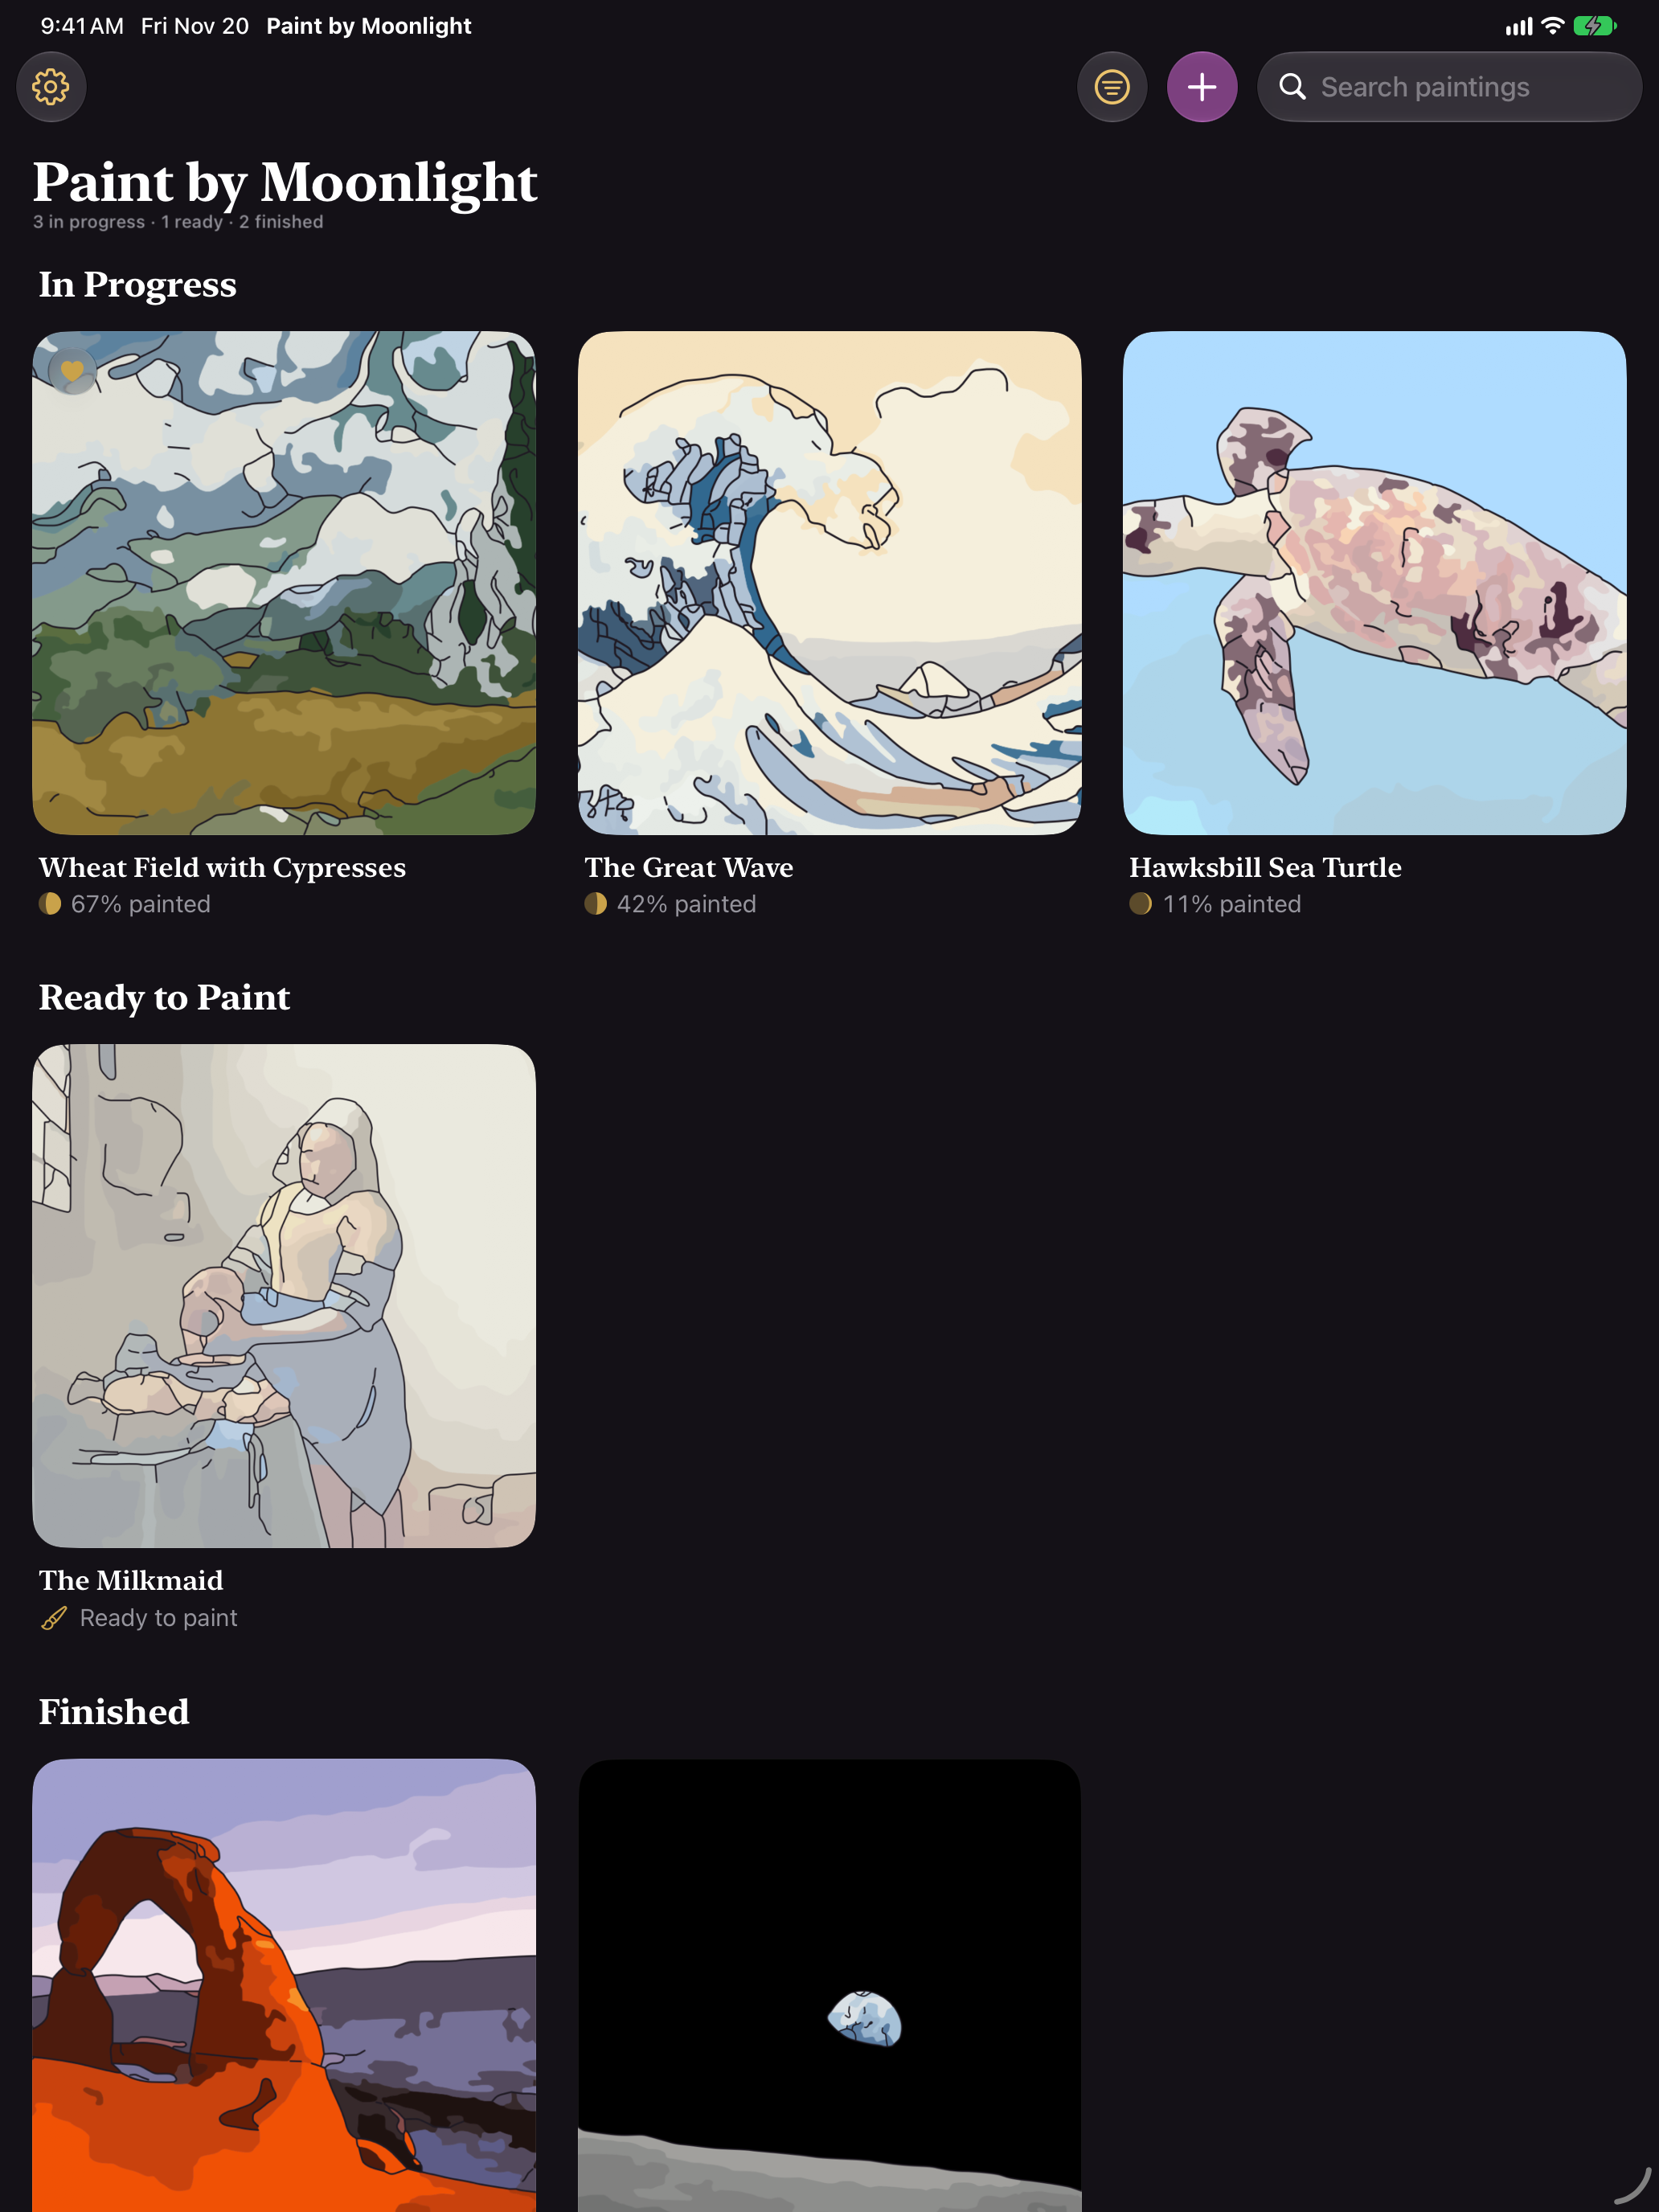 9:41 AM Fri Nov 20 Paint by Moonlight
Search paintings
Paint by Moonlight
3 in progress · 1 ready · 2 finished
In Progress
Wheat Field with Cypresses
67% painted
The Great Wave
42% painted
Hawksbill Sea Turtle
11% painted
Ready to Paint
The Milkmaid
Ready to paint
Finished